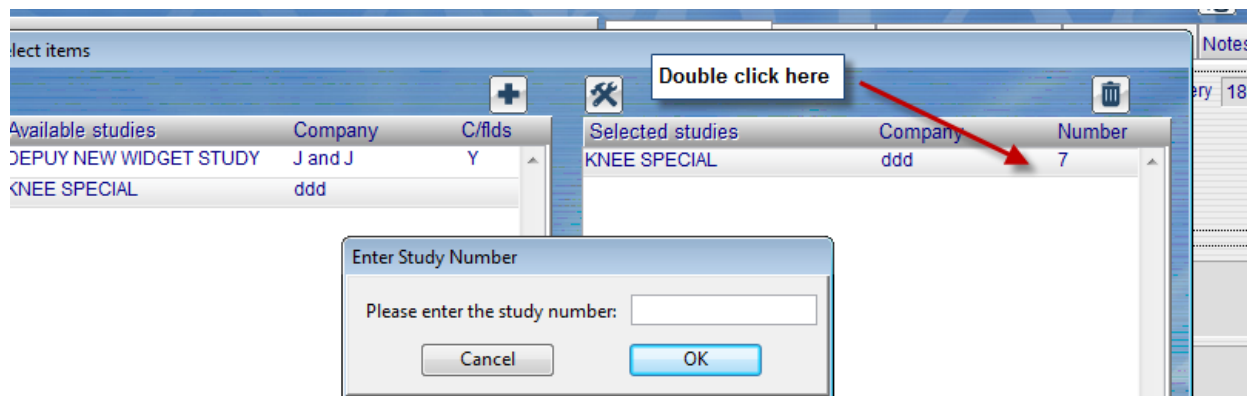 Notes
lect items
Double click here
ery 18
Available studies Company C/flds
Selected studies Company Number
DEPUY NEW WIDGET STUDY J and J Y
KNEE SPECIAL ddd 7
KNEE SPECIAL ddd
Enter Study Number
Please enter the study number:
Cancel OK